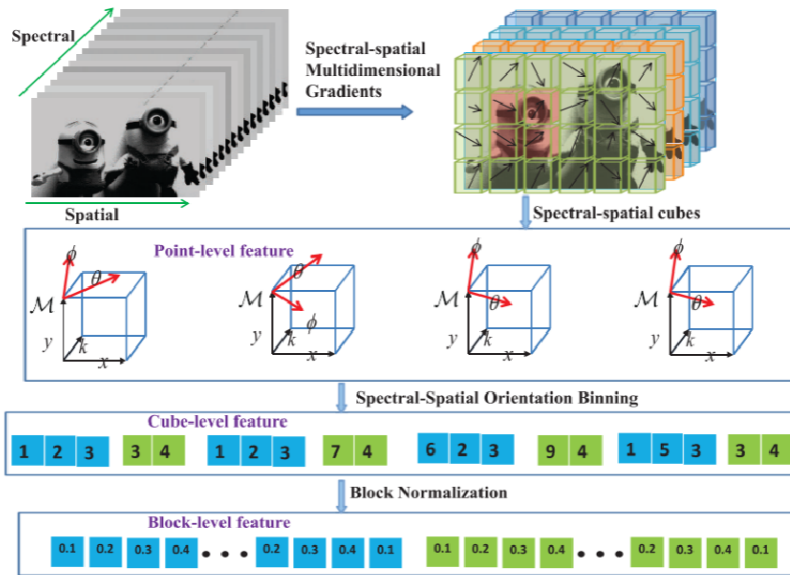 Spectral
Spatial
Spectral-spatial
Multidimensional
Gradients
Spectral-spatial cubes
Point-level feature
ϕ θ M y k x
θ M ϕ y k x
ϕ M θ y k x
ϕ M θ y k x
Spectral-Spatial Orientation Binning
Cube-level feature
1 2 3 3 4 1 2 3 7 4 6 2 3 9 4 1 5 3 3 4
Block Normalization
Block-level feature
0.1 0.2 0.3 0.4 ••• 0.2 0.3 0.4 0.1 0.1 0.2 0.3 0.4 ••• 0.2 0.3 0.4 0.1